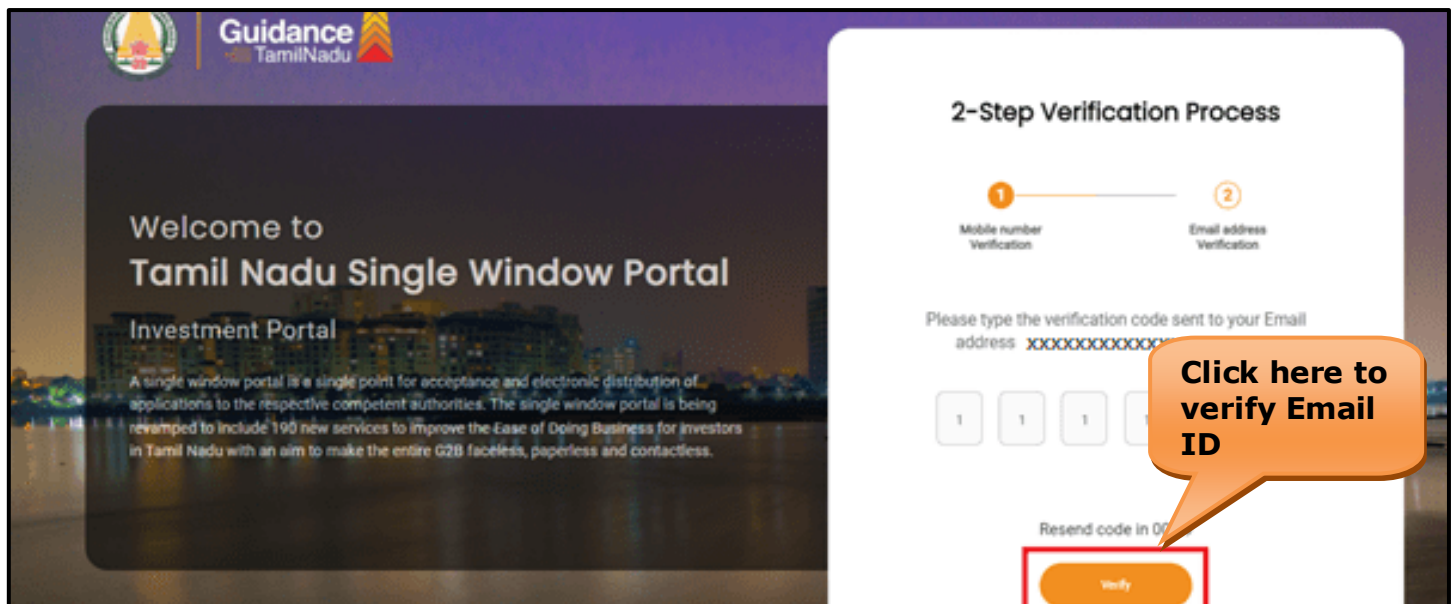 Guidance
TamilNadu
Welcome to
Tamil Nadu Single Window Portal
Investment Portal
A single window portal is a single point for acceptance and electronic distribution of
applications to the respective competent authorities. The single window portal is being
revamped to include 190 new services to improve the Ease of Doing Business for investors
in Tamil Nadu with an aim to make the entire G2B faceless, paperless and contactless.
2-Step Verification Process
1
2
Mobile number
Verification
Email address
Verification
Please type the verification code sent to your Email
address XXXXXXXXXXXX
1 1 1 1
Click here to
verify Email
ID
Resend code in
Verify